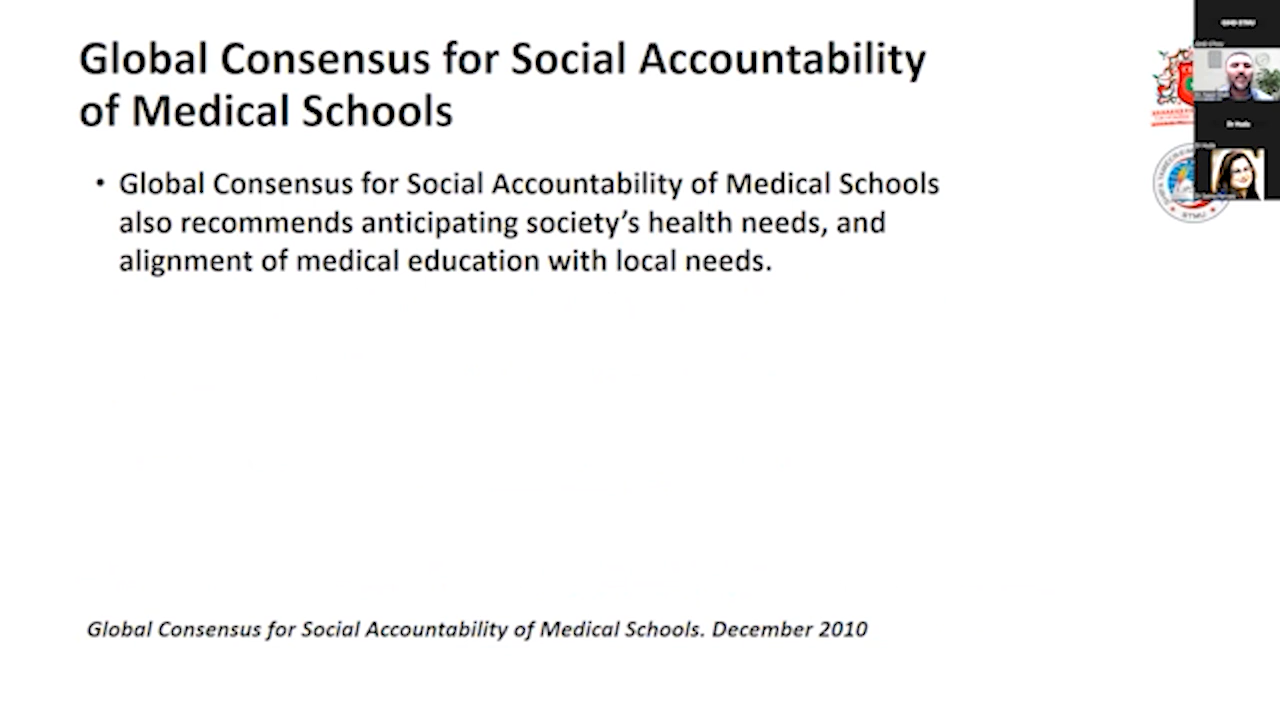 Global Consensus for Social Accountability
of Medical Schools
• Global Consensus for Social Accountability of Medical Schools
also recommends anticipating society’s health needs, and
alignment of medical education with local needs.
Global Consensus for Social Accountability of Medical Schools. December 2010
STMU